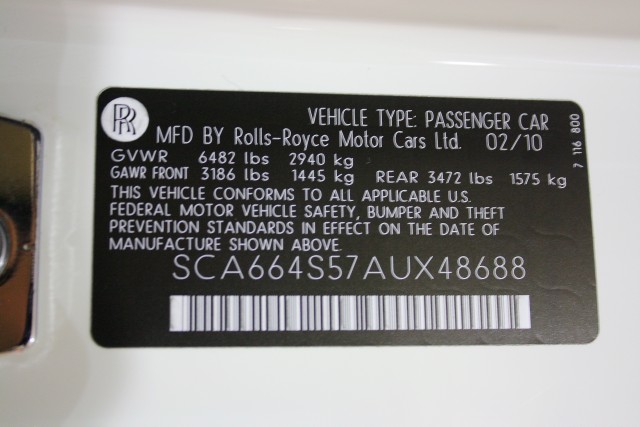 RR
VEHICLE TYPE: PASSENGER CAR
MFD BY Rolls-Royce Motor Cars Ltd. 02/10
GVWR 6482 lbs 2940 kg
GAWR FRONT 3186 lbs 1445 kg REAR 3472 lbs 1575 kg
THIS VEHICLE CONFORMS TO ALL APPLICABLE U.S.
FEDERAL MOTOR VEHICLE SAFETY, BUMPER AND THEFT
PREVENTION STANDARDS IN EFFECT ON THE DATE OF
MANUFACTURE SHOWN ABOVE.
SCA664S57AUX48688
7 116 800